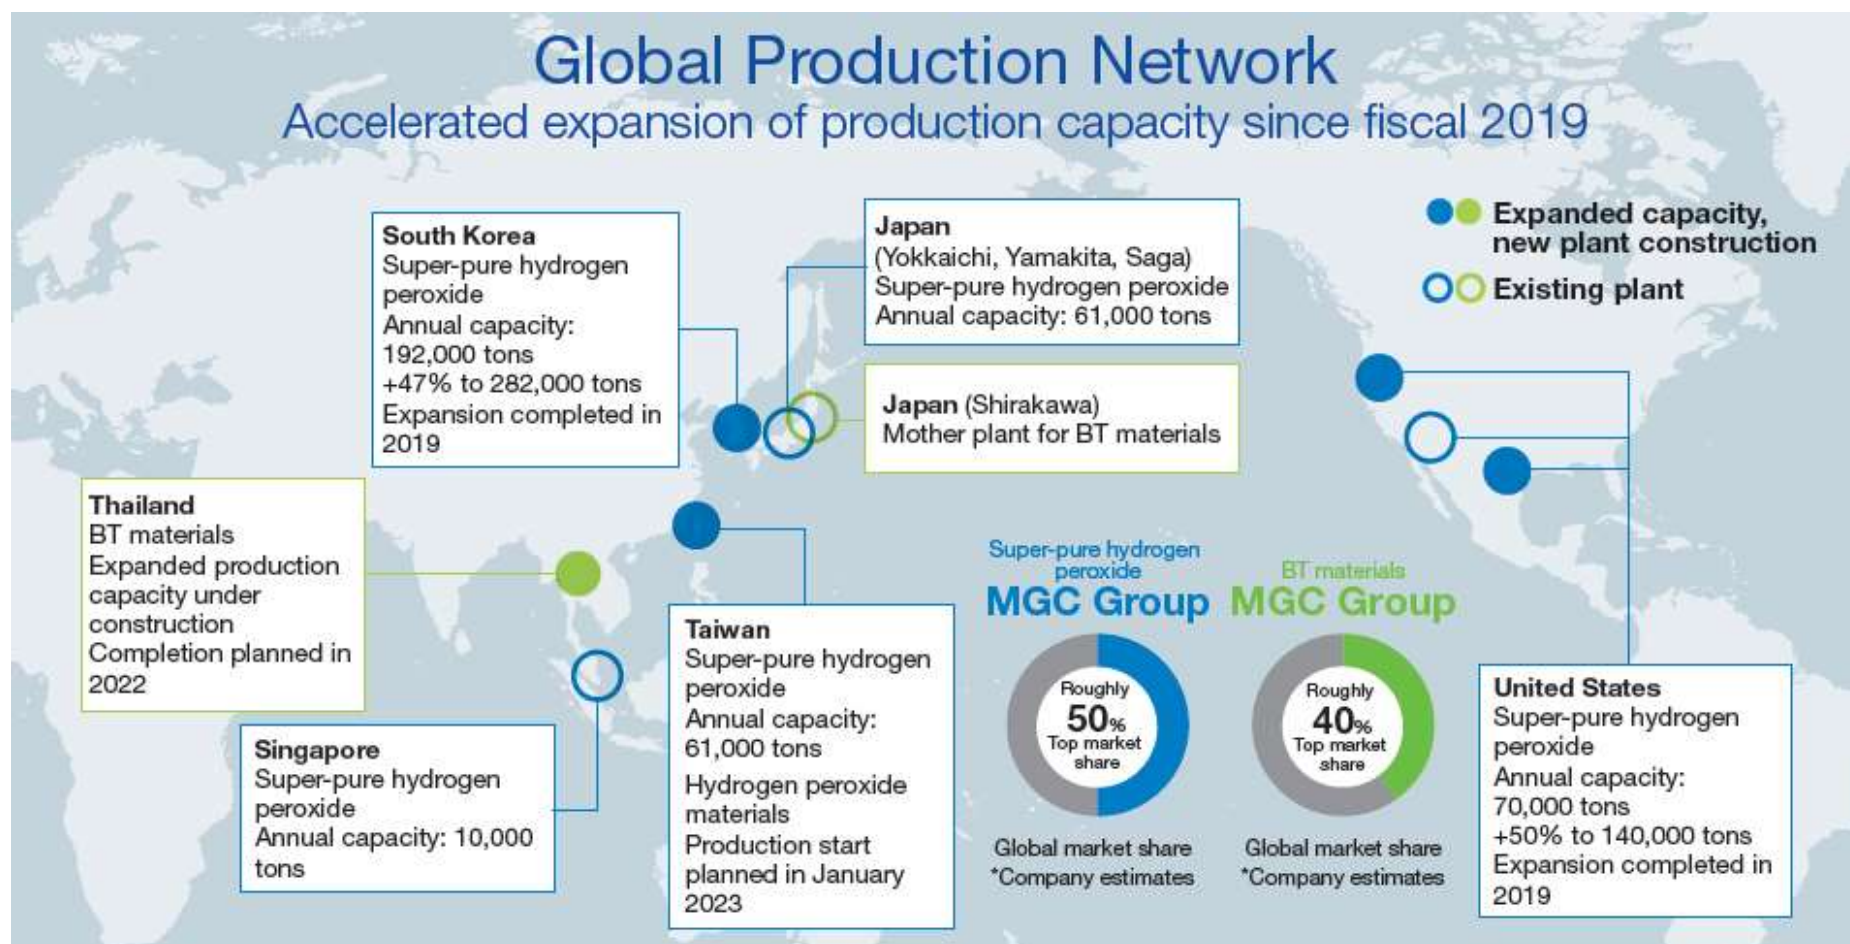 Global Production Network
Accelerated expansion of production capacity since fiscal 2019
South Korea
Super-pure hydrogen
peroxide
Annual capacity:
192,000 tons
+47% to 282,000 tons
Expansion completed in
2019
Japan
(Yokkaichi, Yamakita, Saga)
Super-pure hydrogen peroxide
Annual capacity: 61,000 tons
Expanded capacity,
new plant construction
Existing plant
Japan (Shirakawa)
Mother plant for BT materials
Thailand
BT materials
Expanded production
capacity under
construction
Completion planned in
2022
Singapore
Super-pure hydrogen
peroxide
Annual capacity: 10,000
tons
Taiwan
Super-pure hydrogen
peroxide
Annual capacity:
61,000 tons
Hydrogen peroxide
materials
Production start
planned in January
2023
Super-pure hydrogen
peroxide
MGC Group
Roughly
50%
Top market
share
Global market share
*Company estimates
BT materials
MGC Group
Roughly
40%
Top market
share
Global market share
*Company estimates
United States
Super-pure hydrogen
peroxide
Annual capacity:
70,000 tons
+50% to 140,000 tons
Expansion completed in
2019